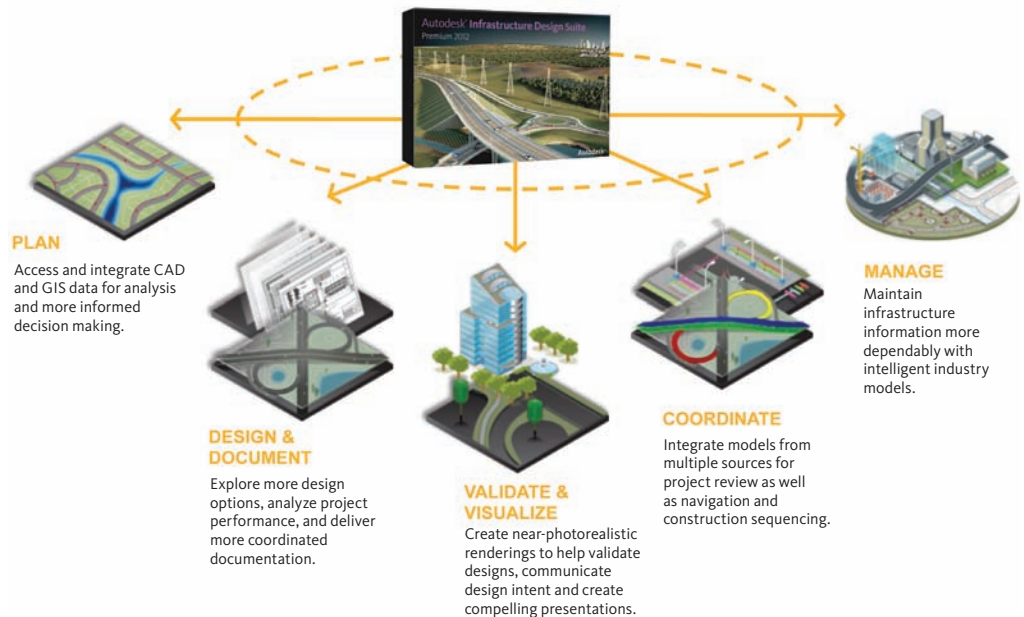 Autodesk® Infrastructure Design Suite
Premium 2012
Autodesk
PLAN
Access and integrate CAD
and GIS data for analysis
and more informed
decision making.
DESIGN &
DOCUMENT
Explore more design
options, analyze project
performance, and deliver
more coordinated
documentation.
VALIDATE &
VISUALIZE
Create near-photorealistic
renderings to help validate
designs, communicate
design intent and create
compelling presentations.
COORDINATE
Integrate models from
multiple sources for
project review as well
as navigation and
construction sequencing.
MANAGE
Maintain
infrastructure
information more
dependably with
intelligent industry
models.